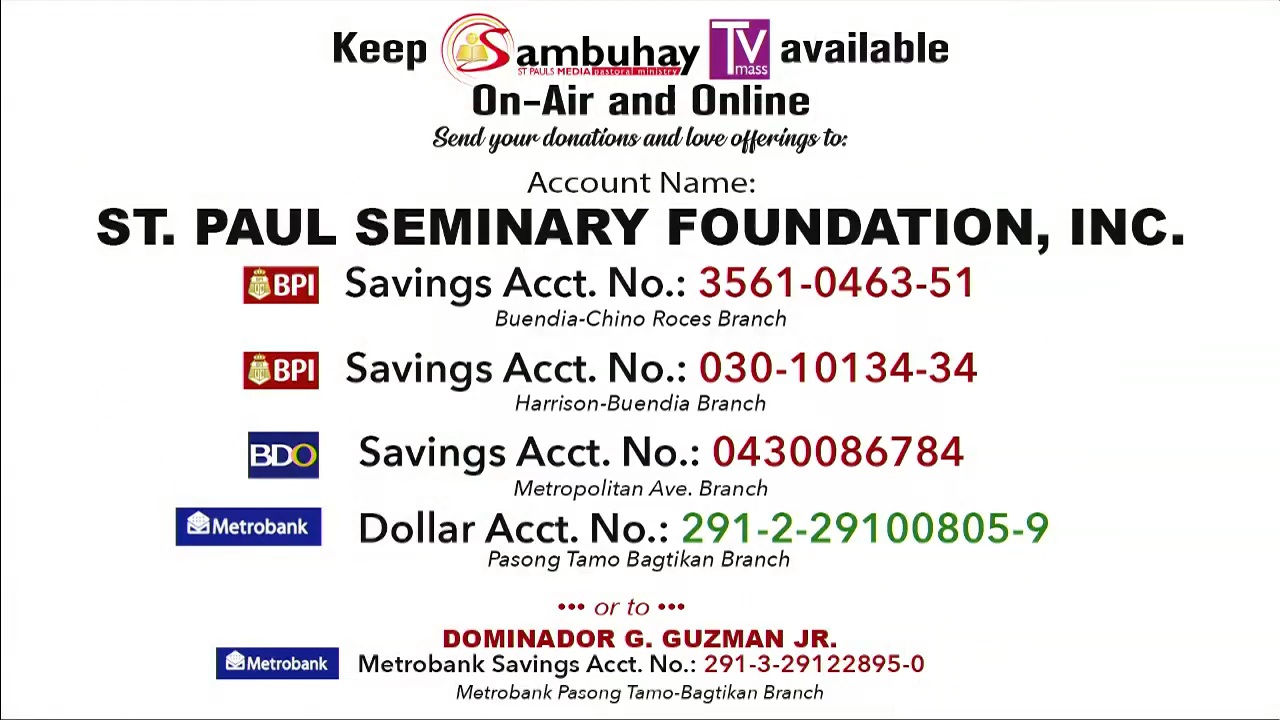 Keep Sambuhay TV mass available
ST PAULS MEDIA pastoral ministry
On-Air and Online
Send your donations and love offerings to:
Account Name:
ST. PAUL SEMINARY FOUNDATION, INC.
BPI Savings Acct. No.: 3561-0463-51
Buendia-Chino Roces Branch
BPI Savings Acct. No.: 030-10134-34
Harrison-Buendia Branch
BDO Savings Acct. No.: 0430086784
Metropolitan Ave. Branch
Metrobank Dollar Acct. No.: 291-2-29100805-9
Pasong Tamo Bagtikan Branch
••• or to •••
DOMINADOR G. GUZMAN JR.
Metrobank Metrobank Savings Acct. No.: 291-3-29122895-0
Metrobank Pasong Tamo-Bagtikan Branch